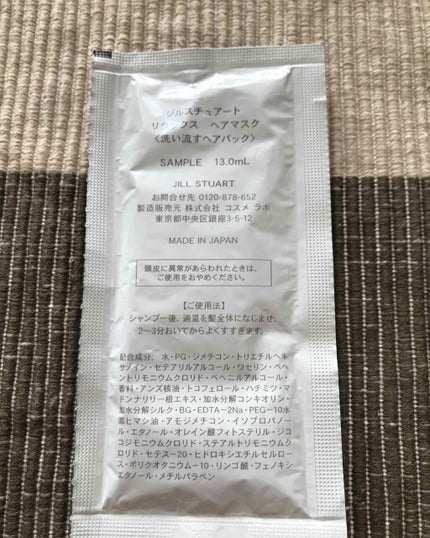 ジルスチュアート
リラックス ヘアマスク
〈洗い流すヘアパック〉
SAMPLE 13.0mL
JILL STUART
お問合せ先 0120-878-652
製造販売元 株式会社 コスメ ラボ
東京都中央区銀座3-5-12
MADE IN JAPAN
頭皮に異常があらわれたときは、
ご使用をおやめください。
【ご使用法】
シャンプー後、適量を髪全体になじませ、
2〜3分おいてからよくすすぎます。
配合成分: 水・PG・ジメチコン・トリエチルヘキ
サノイン・セテアリルアルコール・ワセリン・ベヘ
ントリモニウムクロリド・ベヘニルアルコール・
香料・アンズ核油・トコフェロール・ハチミツ・マ
ドンナリリー根エキス・加水分解コンキオリン・
加水分解シルク・BG・EDTA-2Na・PEG-10水
添ヒマシ油・アモジメチコン・イソプロパノー
ル・エタノール・オレイン酸フィトステリル・ジコ
コジモニウムクロリド・ステアルトリモニウムク
ロリド・セテス-20・ヒドロキシエチルセルロース
・ポリクオタニウム-10・リンゴ酸・フェノキシ
エタノール・メチルパラベン